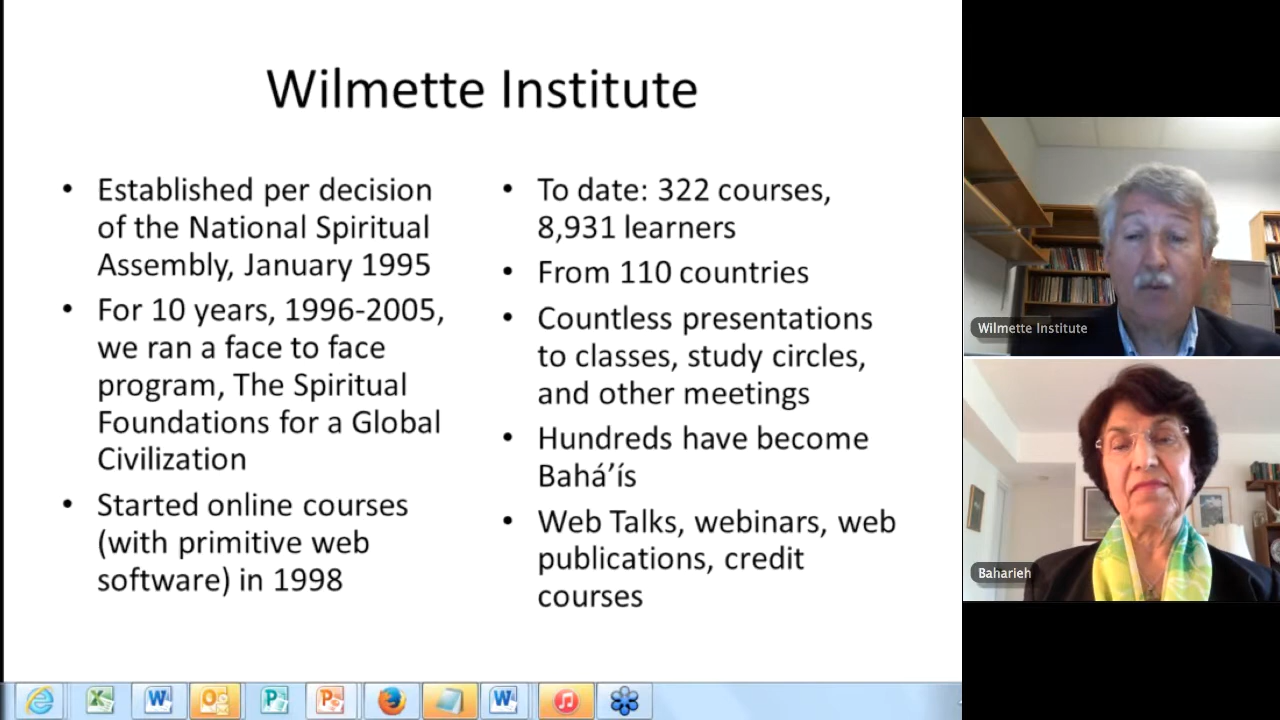 Wilmette Institute
• Established per decision
of the National Spiritual
Assembly, January 1995
• For 10 years, 1996-2005,
we ran a face to face
program, The Spiritual
Foundations for a Global
Civilization
• Started online courses
(with primitive web
software) in 1998
• To date: 322 courses,
8,931 learners
• From 110 countries
• Countless presentations
to classes, study circles,
and other meetings
• Hundreds have become
Bahá’ís
• Web Talks, webinars, web
publications, credit
courses
Wilmette Institute
Baharieh